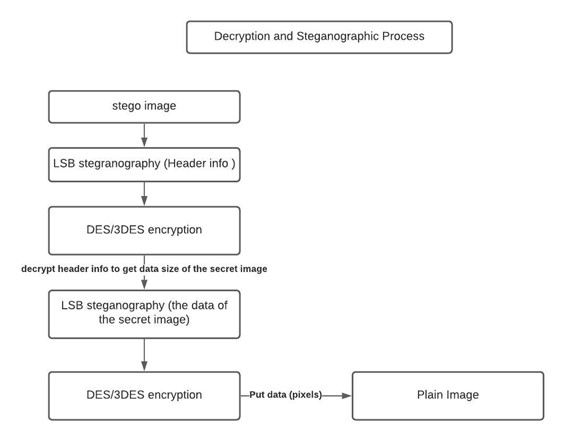 Decryption and Steganographic Process
stego image
LSB stegranography (Header info )
DES/3DES encryption
decrypt header info to get data size of the secret image
LSB steganography (the data of
the secret image)
DES/3DES encryption
Put data (pixels)
Plain Image